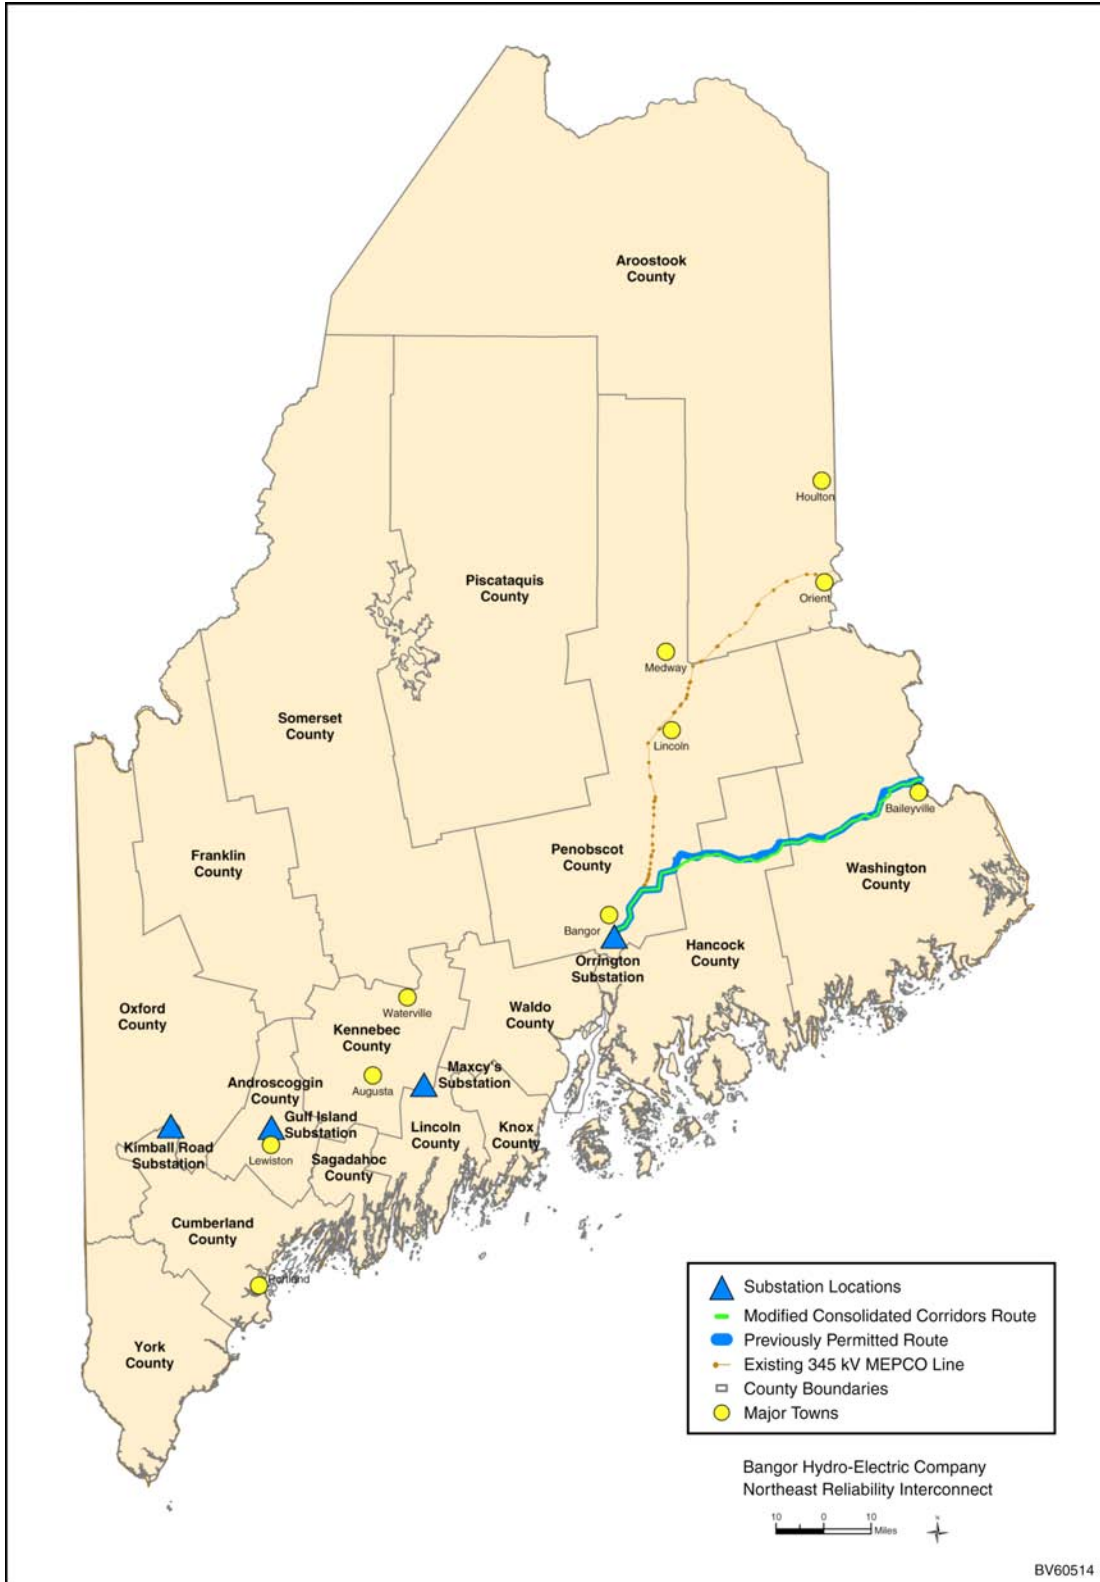 Aroostook
County
Houlton
Piscataquis
County
Orient
Medway
Somerset
County
Lincoln
Baileyville
Franklin
County
Penobscot
County
Washington
County
Bangor
Orrington
Substation
Hancock
County
Oxford
County
Waterville
Waldo
County
Kennebec
County
Maxcy's
Substation
Augusta
Androscoggin
County
Gulf Island
Substation
Lincoln
County
Knox
County
Kimball Road
Substation
Lewiston
Sagadahoc
County
Cumberland
County
Portland
York
County
Substation Locations
Modified Consolidated Corridors Route
Previously Permitted Route
Existing 345 kV MEPCO Line
County Boundaries
Major Towns
Bangor Hydro-Electric Company
Northeast Reliability Interconnect
10 0 10
Miles
N
BV60514